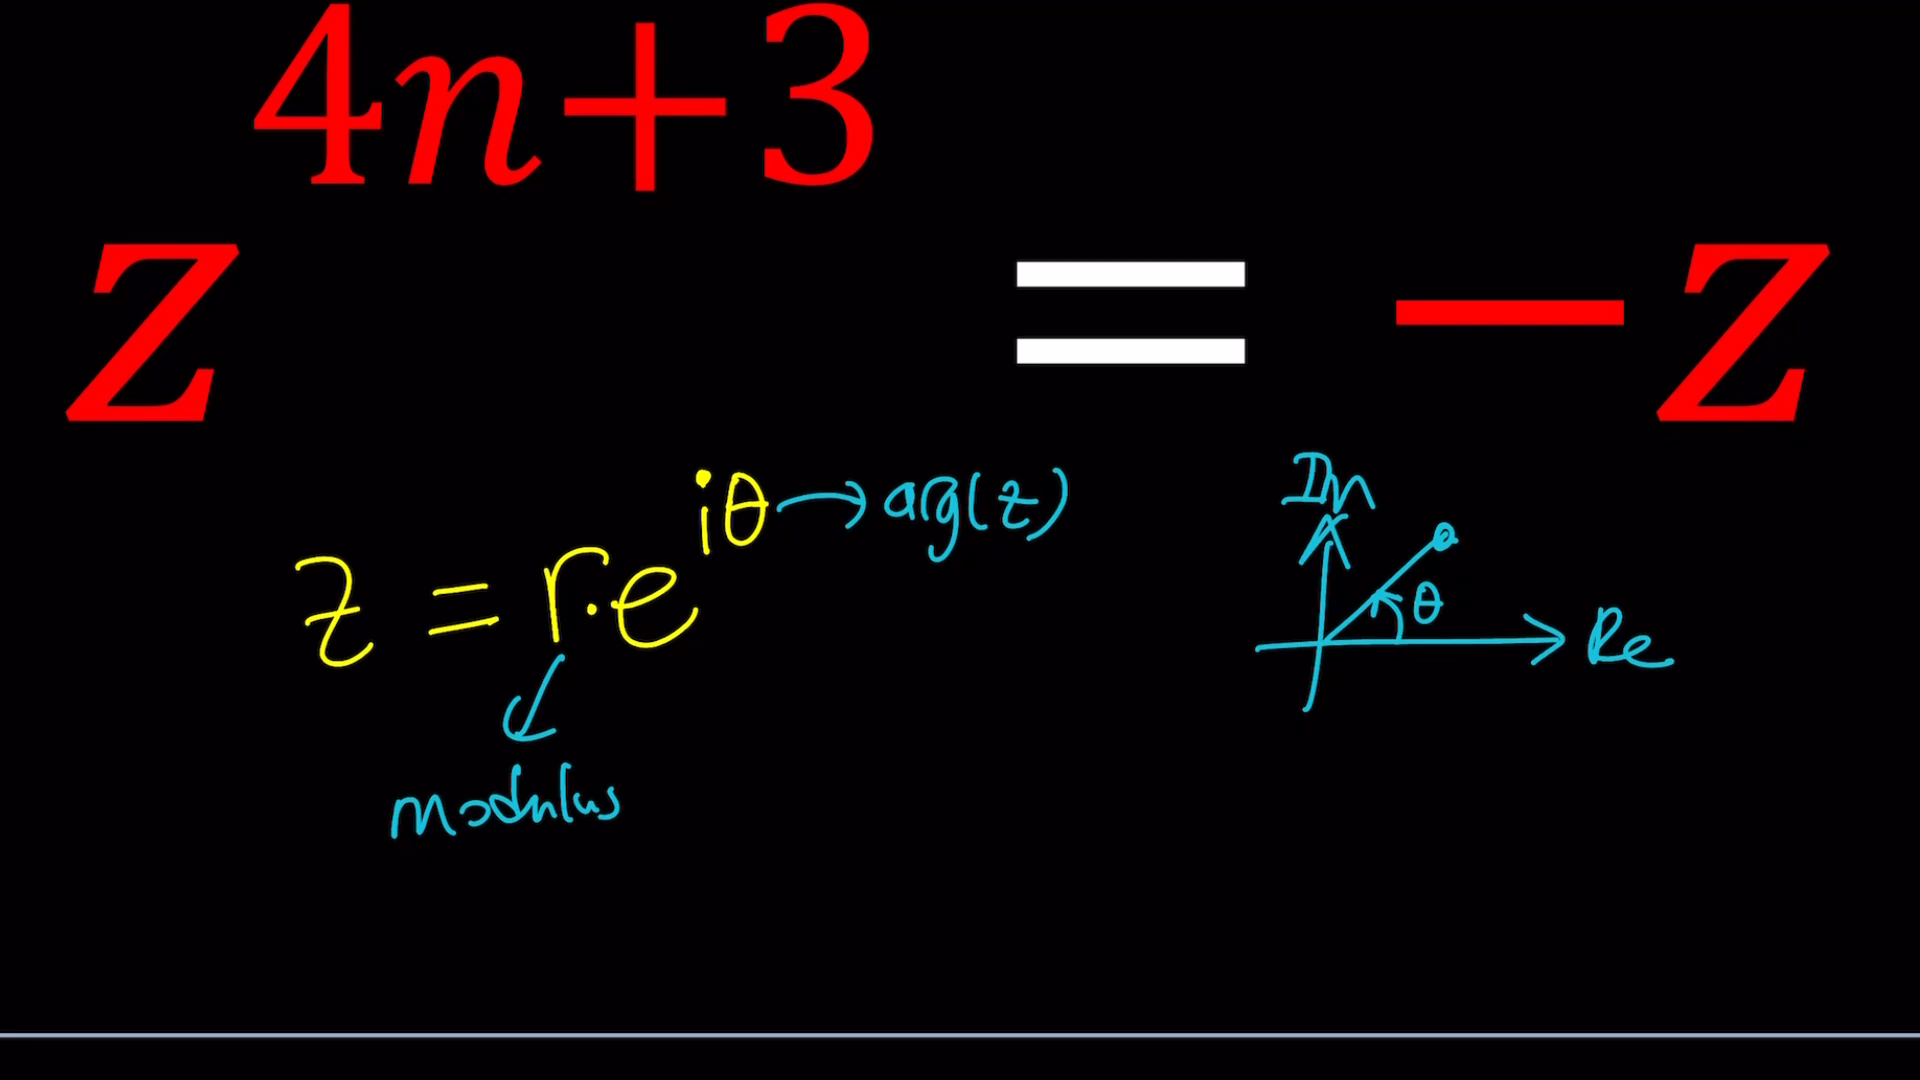 z^{4n+3} = −z
z = r·e^{iθ} → arg(z)
modulus
Im
θ
Re